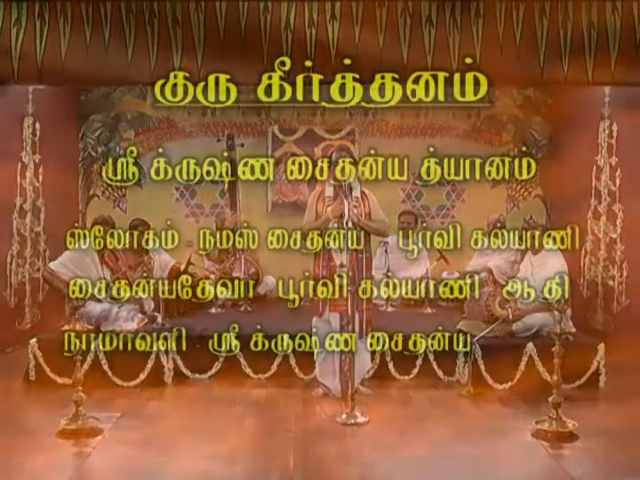 குரு கீர்த்தனம்
ஸ்ரீ க்ருஷ்ண சைதன்ய த்யானம்
ஸ்லோகம் - நமஸ் சைதன்ய - பூர்வி கல்யாணி
சைதன்யதேவா - பூர்வி கல்யாணி - ஆதி
நாமாவளி - ஸ்ரீ க்ருஷ்ண சைதன்ய